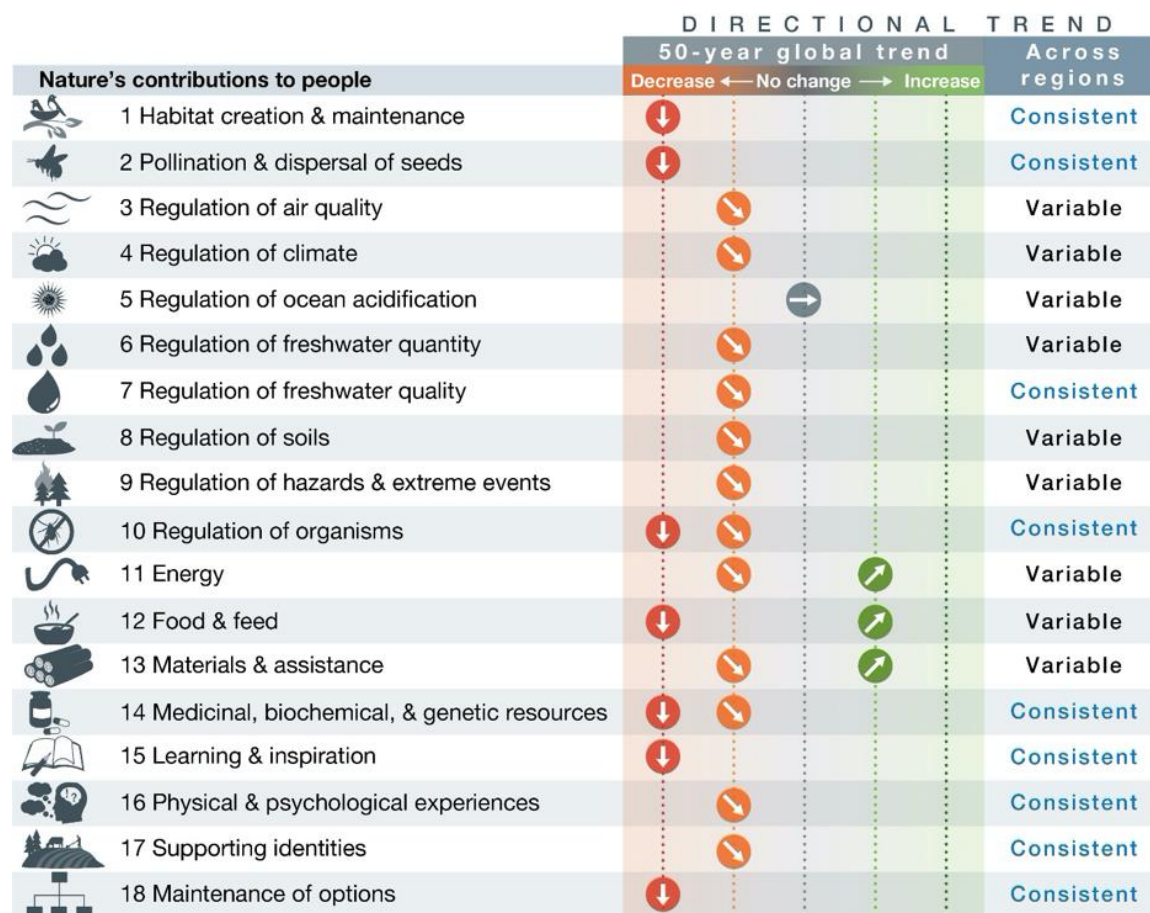 DIRECTIONAL TREND
50-year global trend Across regions
Nature's contributions to people Decrease ← No change → Increase
1 Habitat creation & maintenance Consistent
2 Pollination & dispersal of seeds Consistent
3 Regulation of air quality Variable
4 Regulation of climate Variable
5 Regulation of ocean acidification Variable
6 Regulation of freshwater quantity Variable
7 Regulation of freshwater quality Consistent
8 Regulation of soils Variable
9 Regulation of hazards & extreme events Variable
10 Regulation of organisms Consistent
11 Energy Variable
12 Food & feed Variable
13 Materials & assistance Variable
14 Medicinal, biochemical, & genetic resources Consistent
15 Learning & inspiration Consistent
16 Physical & psychological experiences Consistent
17 Supporting identities Consistent
18 Maintenance of options Consistent